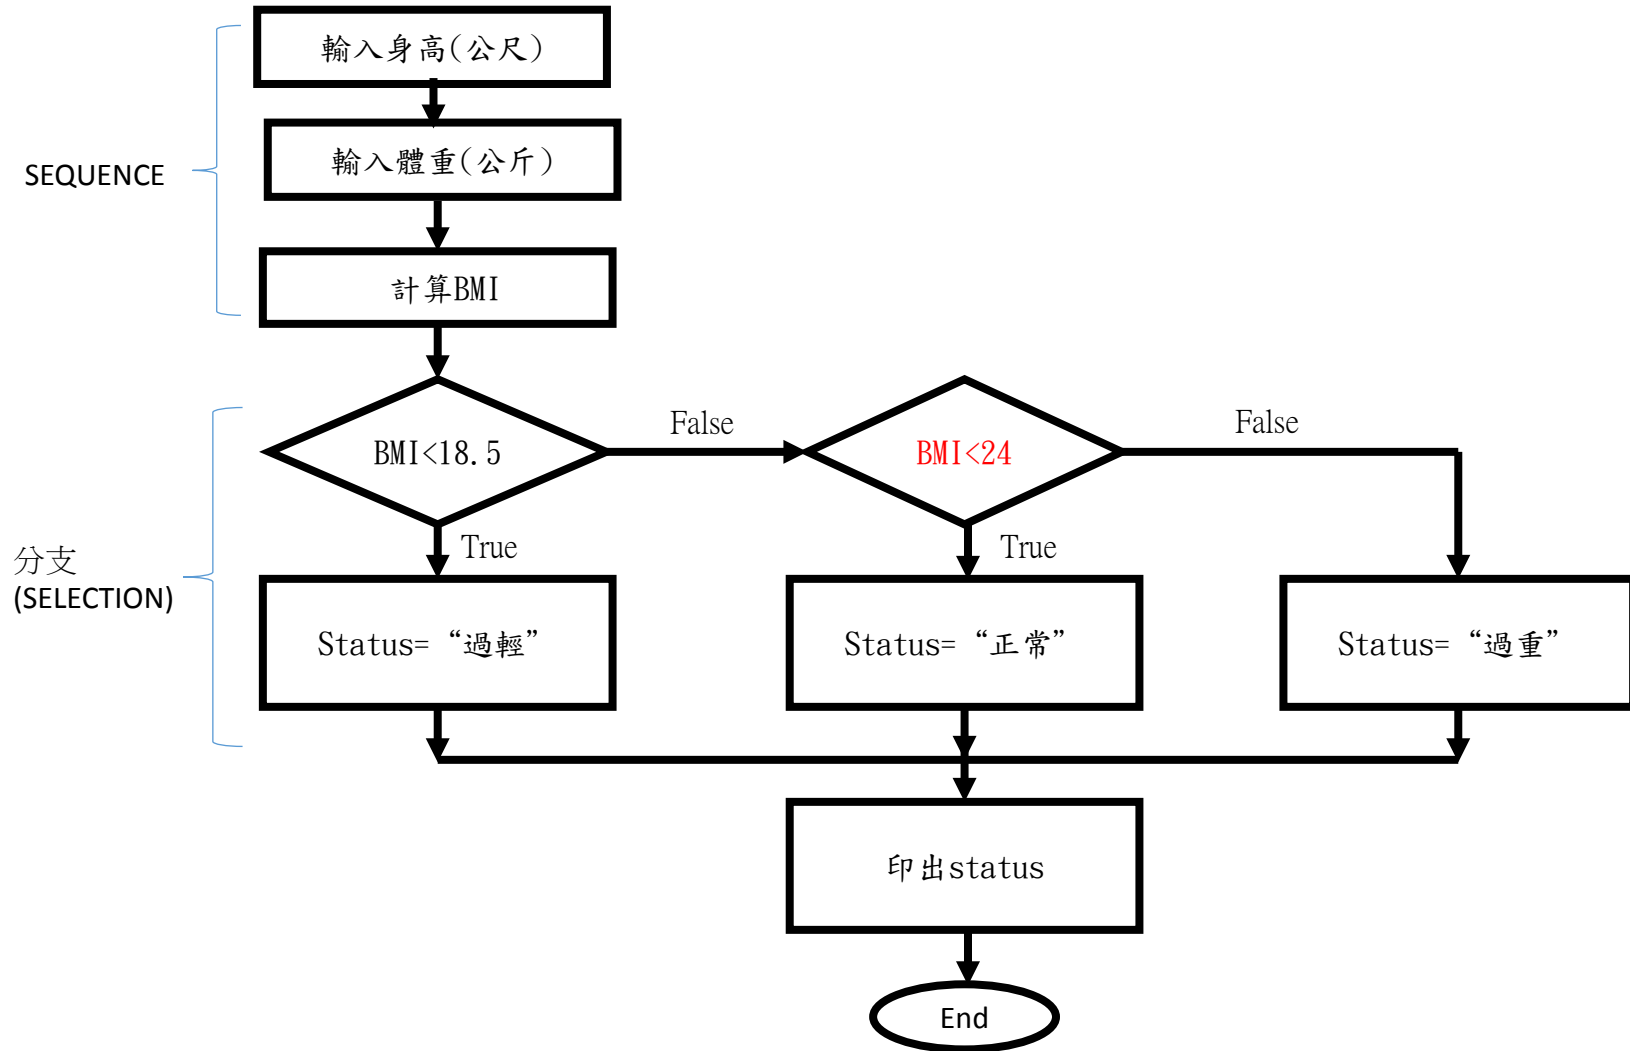 輸入身高(公尺)
輸入體重(公斤)
SEQUENCE
計算BMI
BMI<18.5
False
BMI<24
False
True
True
分支
(SELECTION)
Status= “過輕”
Status= “正常”
Status= “過重”
印出status
End